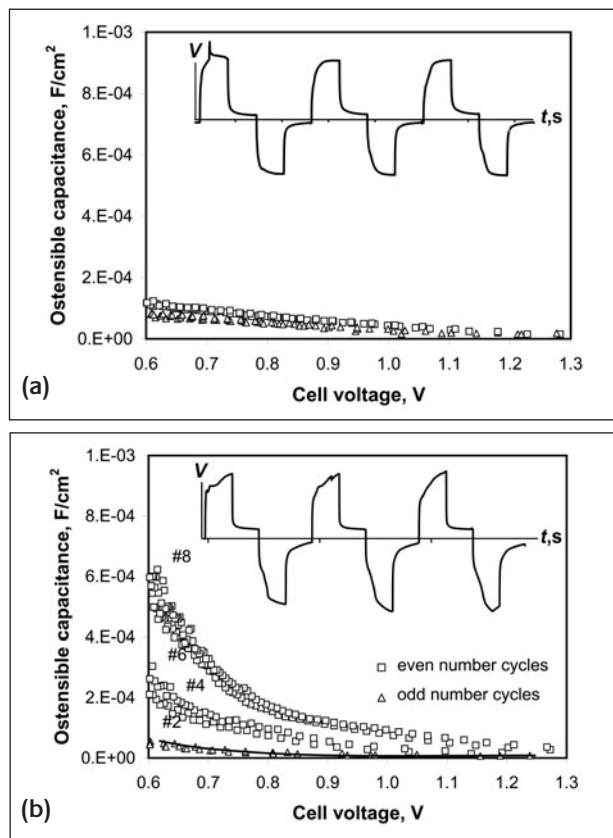 Ostensible capacitance, F/cm²
1.E-03
8.E-04
6.E-04
4.E-04
2.E-04
0.E+00
V
t,s
0.6 0.7 0.8 0.9 1.0 1.1 1.2 1.3
Cell voltage, V
(a)
Ostensible capacitance, F/cm²
1.E-03
8.E-04
6.E-04
4.E-04
2.E-04
0.E+00
V
t,s
#8
#6
#4
#2
even number cycles
odd number cycles
0.6 0.7 0.8 0.9 1.0 1.1 1.2 1.3
Cell voltage, V
(b)